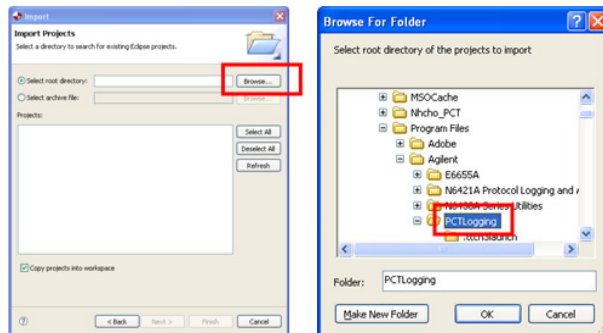 Import
Import Projects
Select a directory to search for existing Eclipse projects.
Select root directory:
Browse...
Select archive file:
Browse...
Projects:
Select All
Deselect All
Refresh
Copy projects into workspace
< Back
Next >
Finish
Cancel
Browse For Folder
Select root directory of the projects to import
MSOCache
Nhcho_PCT
Program Files
Adobe
Agilent
E6655A
N6421A Protocol Logging and
Series Utilities
PCTLogging
Folder:
PCTLogging
Make New Folder
OK
Cancel